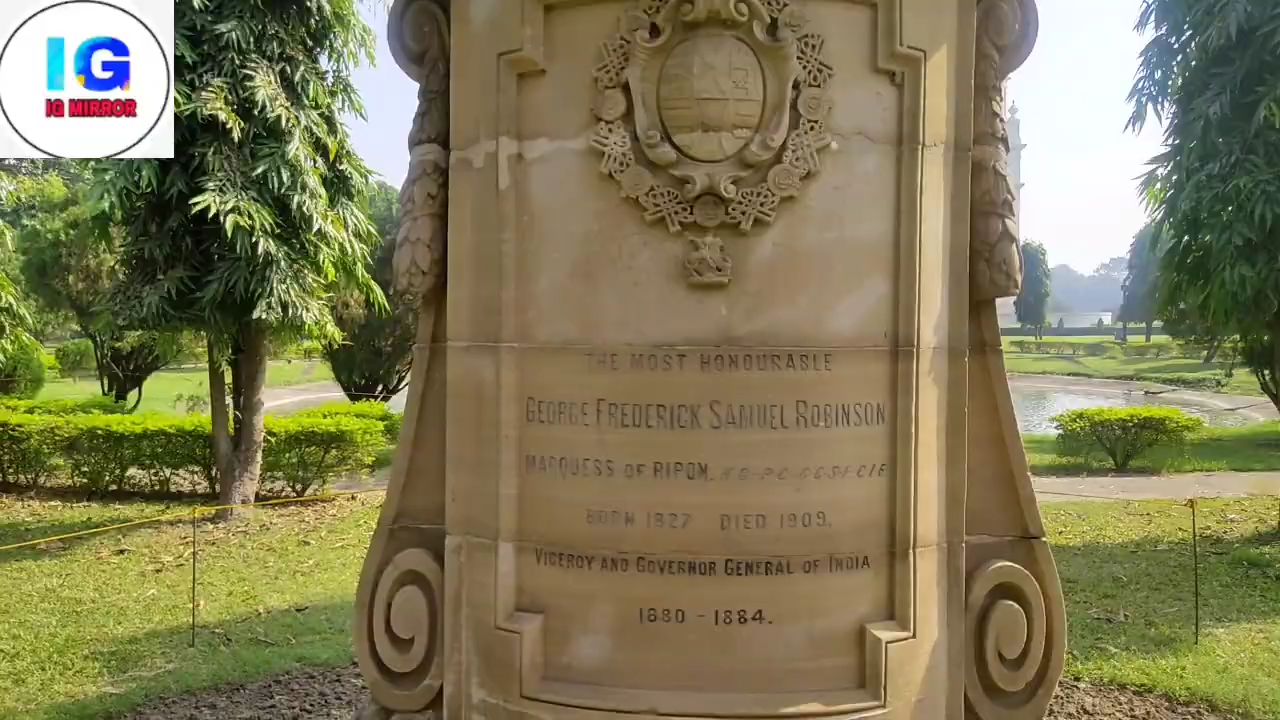 IG
IG MIRROR
THE MOST HONOURABLE
GEORGE FREDERICK SAMUEL ROBINSON
MARQUESS OF RIPON, K G - P C - G C S I - C I E
BORN 1827 DIED 1909.
VICEROY AND GOVERNOR GENERAL OF INDIA
1880 - 1884.